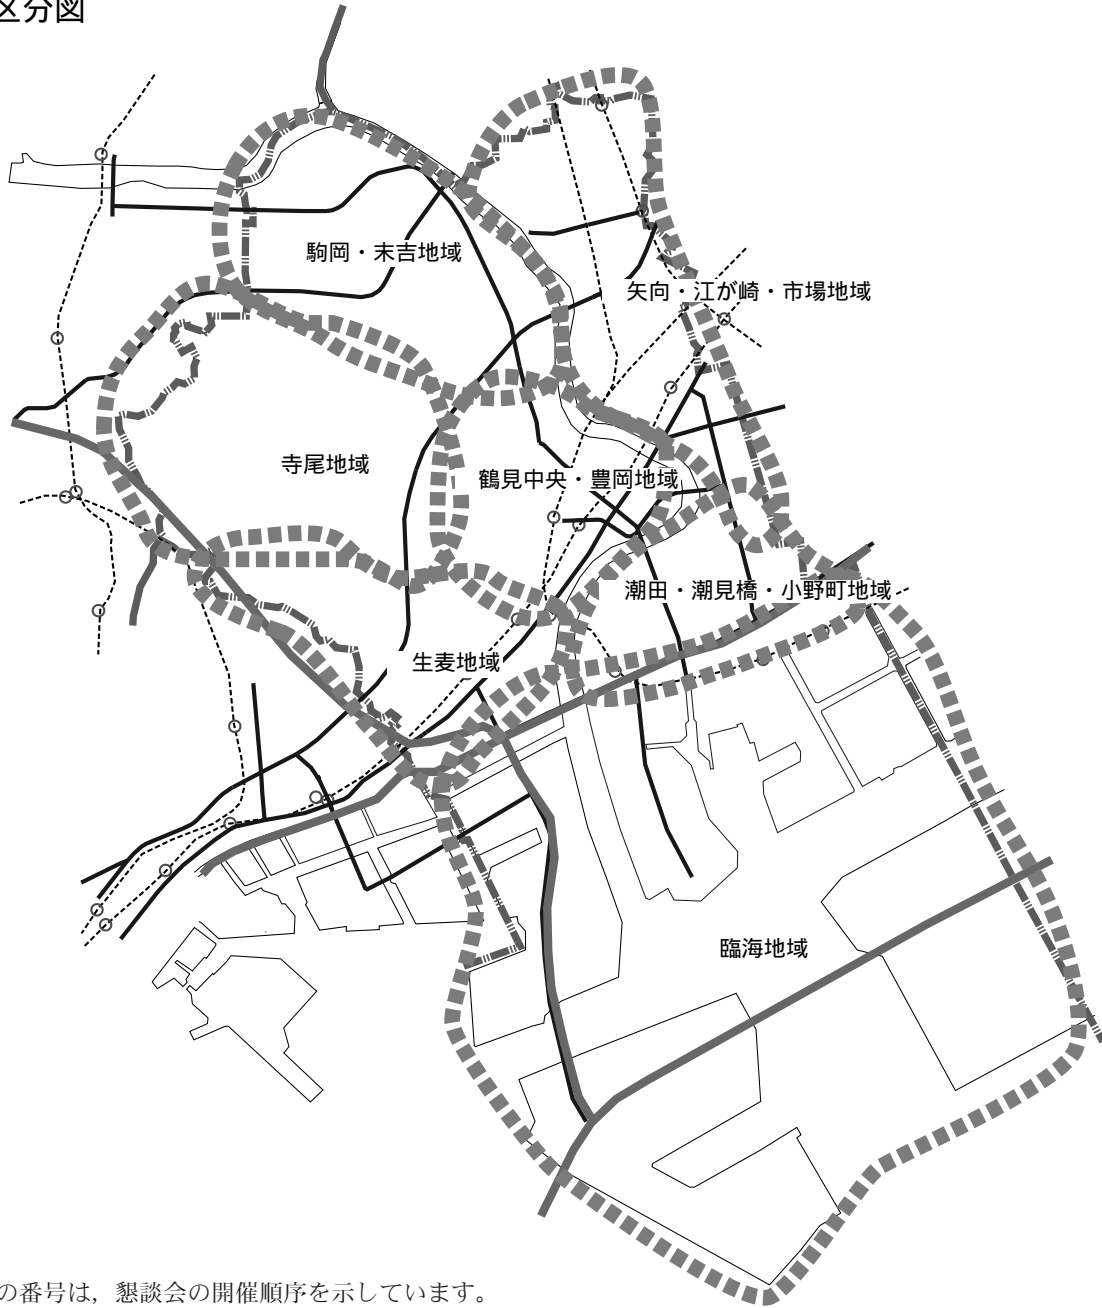 区分図
駒岡・末吉地域
矢向・江が崎・市場地域
寺尾地域
鶴見中央・豊岡地域
潮田・潮見橋・小野町地域
生麦地域
臨海地域
の番号は，懇談会の開催順序を示しています。